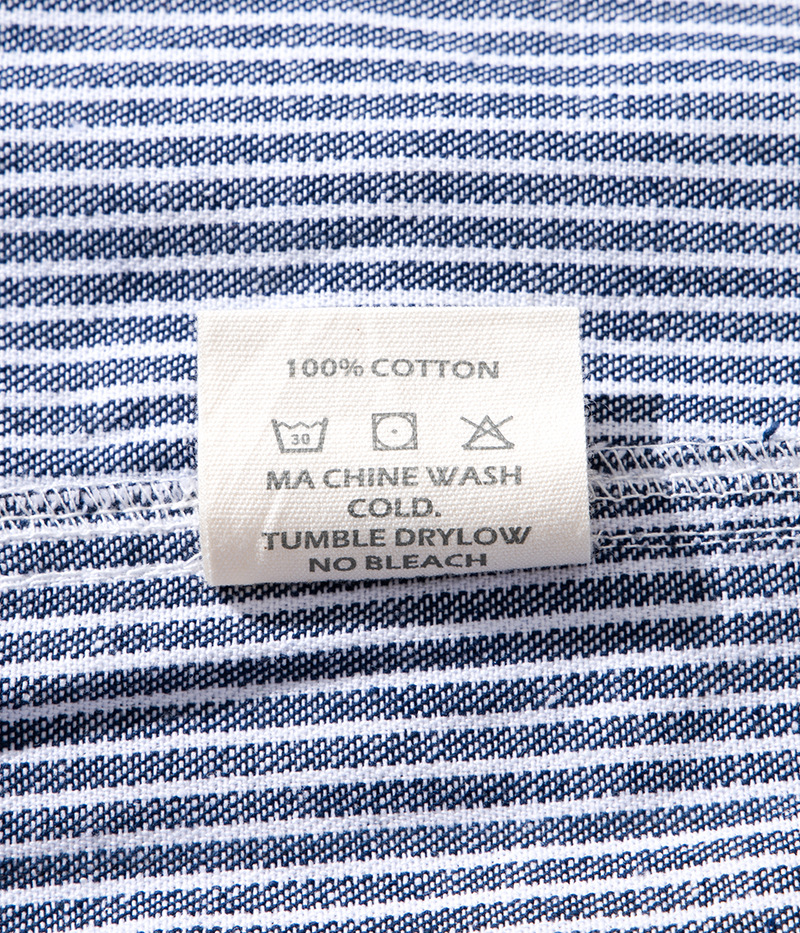 100% COTTON
30
MA CHINE WASH
COLD.
TUMBLE DRYLOW
NO BLEACH